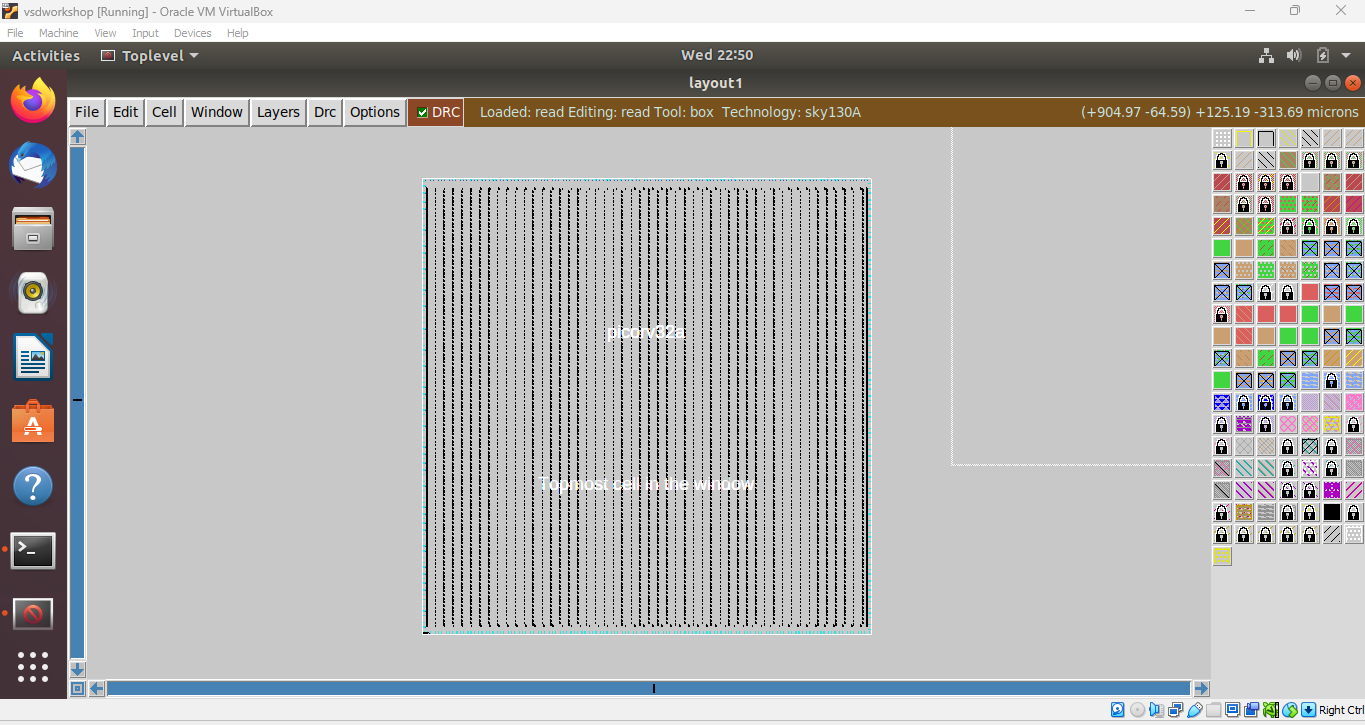 vsdworkshop [Running] - Oracle VM VirtualBox
File Machine View Input Devices Help
Activities Toplevel Wed 22:50
layout1
File Edit Cell Window Layers Drc Options DRC Loaded: read Editing: read Tool: box Technology: sky130A (+904.97 -64.59) +125.19 -313.69 microns
picorv32a
Topmost cell in the window
Right Ctrl